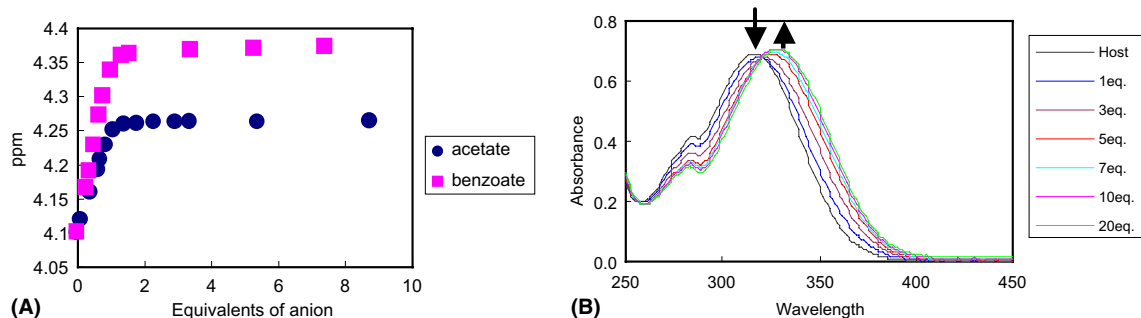 4.4
4.35
4.3
4.25
4.2
4.15
4.1
4.05
ppm
0 2 4 6 8 10
Equivalents of anion
acetate
benzoate
(A)
0.8
0.6
0.4
0.2
0.0
Absorbance
250 300 350 400 450
Wavelength
Host
1eq.
3eq.
5eq.
7eq.
10eq.
20eq.
(B)